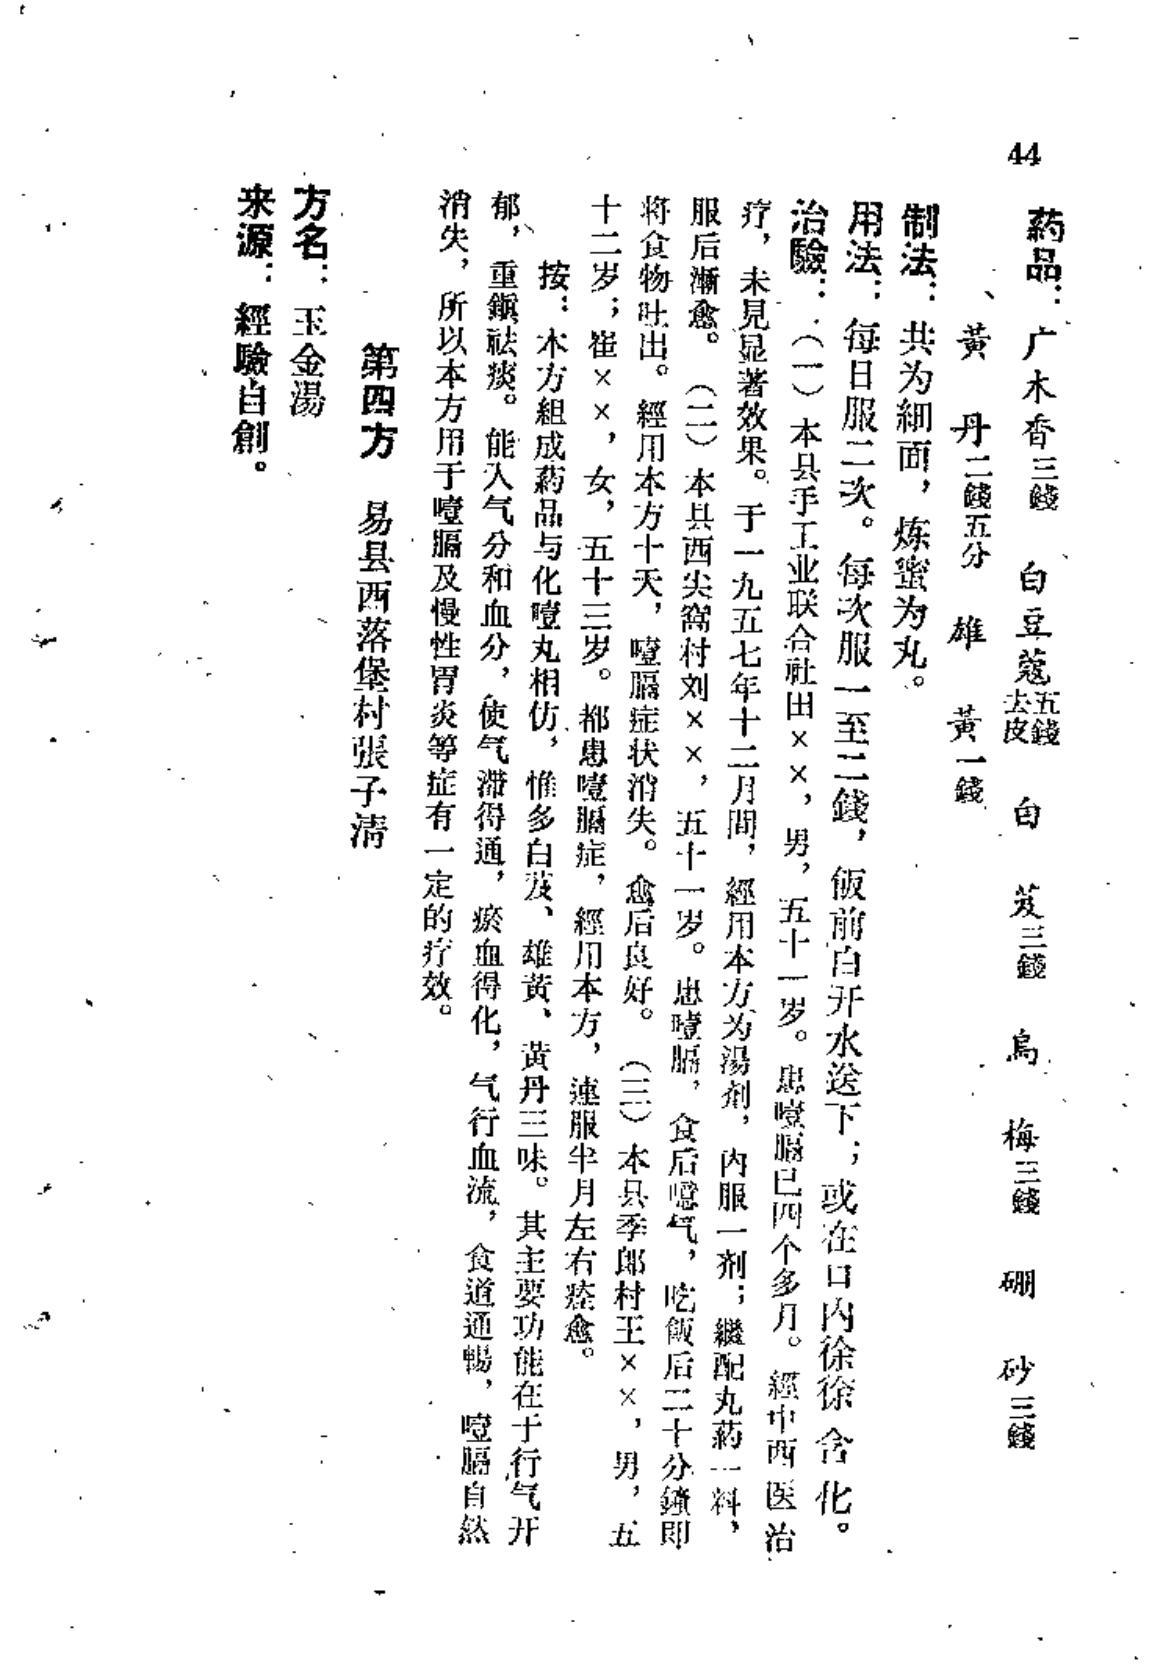 44
药品：广木香三錢　白豆蔻五錢去皮　白芨三錢　烏梅三錢　硼砂三錢
黃丹二錢五分　雄黃一錢
制法：共为細面，炼蜜为丸。
用法：每日服二次。每次服一至二錢，飯前白开水送下；或在口內徐徐含化。
治驗：（一）本县手工业联合社田××，男，五十一岁。患噎膈已四个多月。經中西医治
疗，未見显著效果。于一九五七年十二月間，經用本方为湯剂，内服一剂；繼配丸药一料，
服后漸愈。（二）本县西尖窩村刘××，五十一岁。患噎膈，食后噫气，吃飯后二十分鐘即
将食物吐出。經用本方十天，噎膈症状消失。愈后良好。（三）本县季郎村王××，男，五
十二岁；崔××，女，五十三岁。都患噎膈症，經用本方，連服半月左右痊愈。
按：本方組成药品与化噎丸相仿，惟多白芨、雄黃、黃丹三味。其主要功能在于行气开
郁，重鎭祛痰。能入气分和血分，使气滞得通，瘀血得化，气行血流，食道通暢，噎膈自然
消失，所以本方用于噎膈及慢性胃炎等症有一定的疗效。
第四方　易县西落堡村張子清
方名：玉金湯
来源：經驗自創。